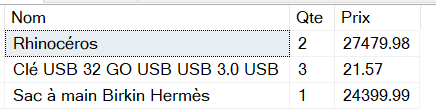 Nom Qte Prix
Rhinocéros 2 27479.98
Clé USB 32 GO USB USB 3.0 USB 3 21.57
Sac à main Birkin Hermès 1 24399.99